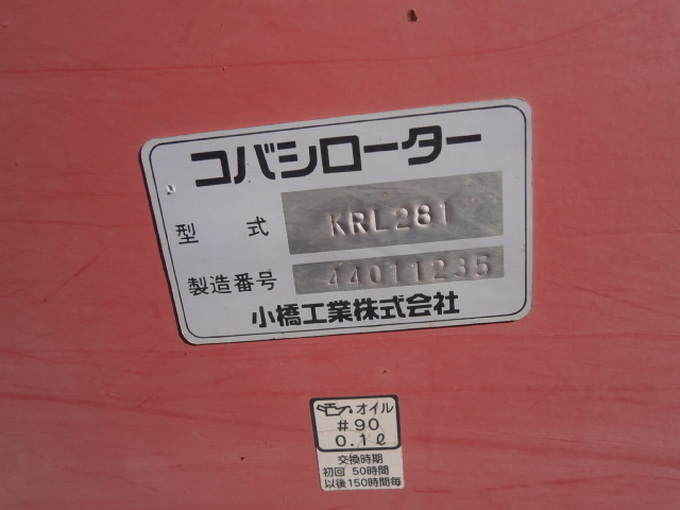 コバシローター
型 式 KRL281
製造番号 44011235
小橋工業株式会社
オイル
#90
0.1ℓ
交換時期
初回 50時間
以後150時間毎